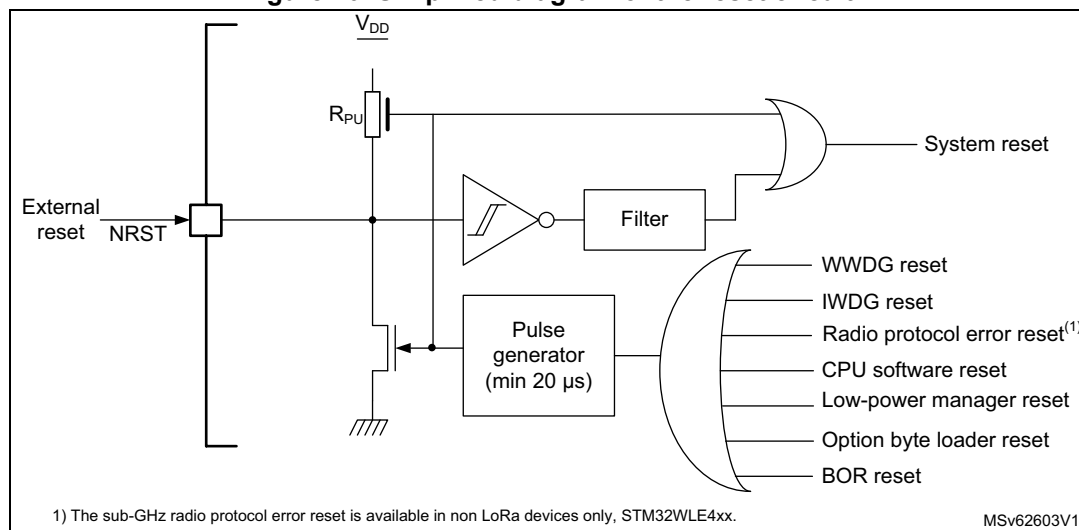 V_DD
R_PU
System reset
External
reset
NRST
Filter
WWDG reset
IWDG reset
Radio protocol error reset(1)
Pulse
generator
(min 20 µs)
CPU software reset
Low-power manager reset
Option byte loader reset
BOR reset
1) The sub-GHz radio protocol error reset is available in non LoRa devices only, STM32WLE4xx.
MSv62603V1